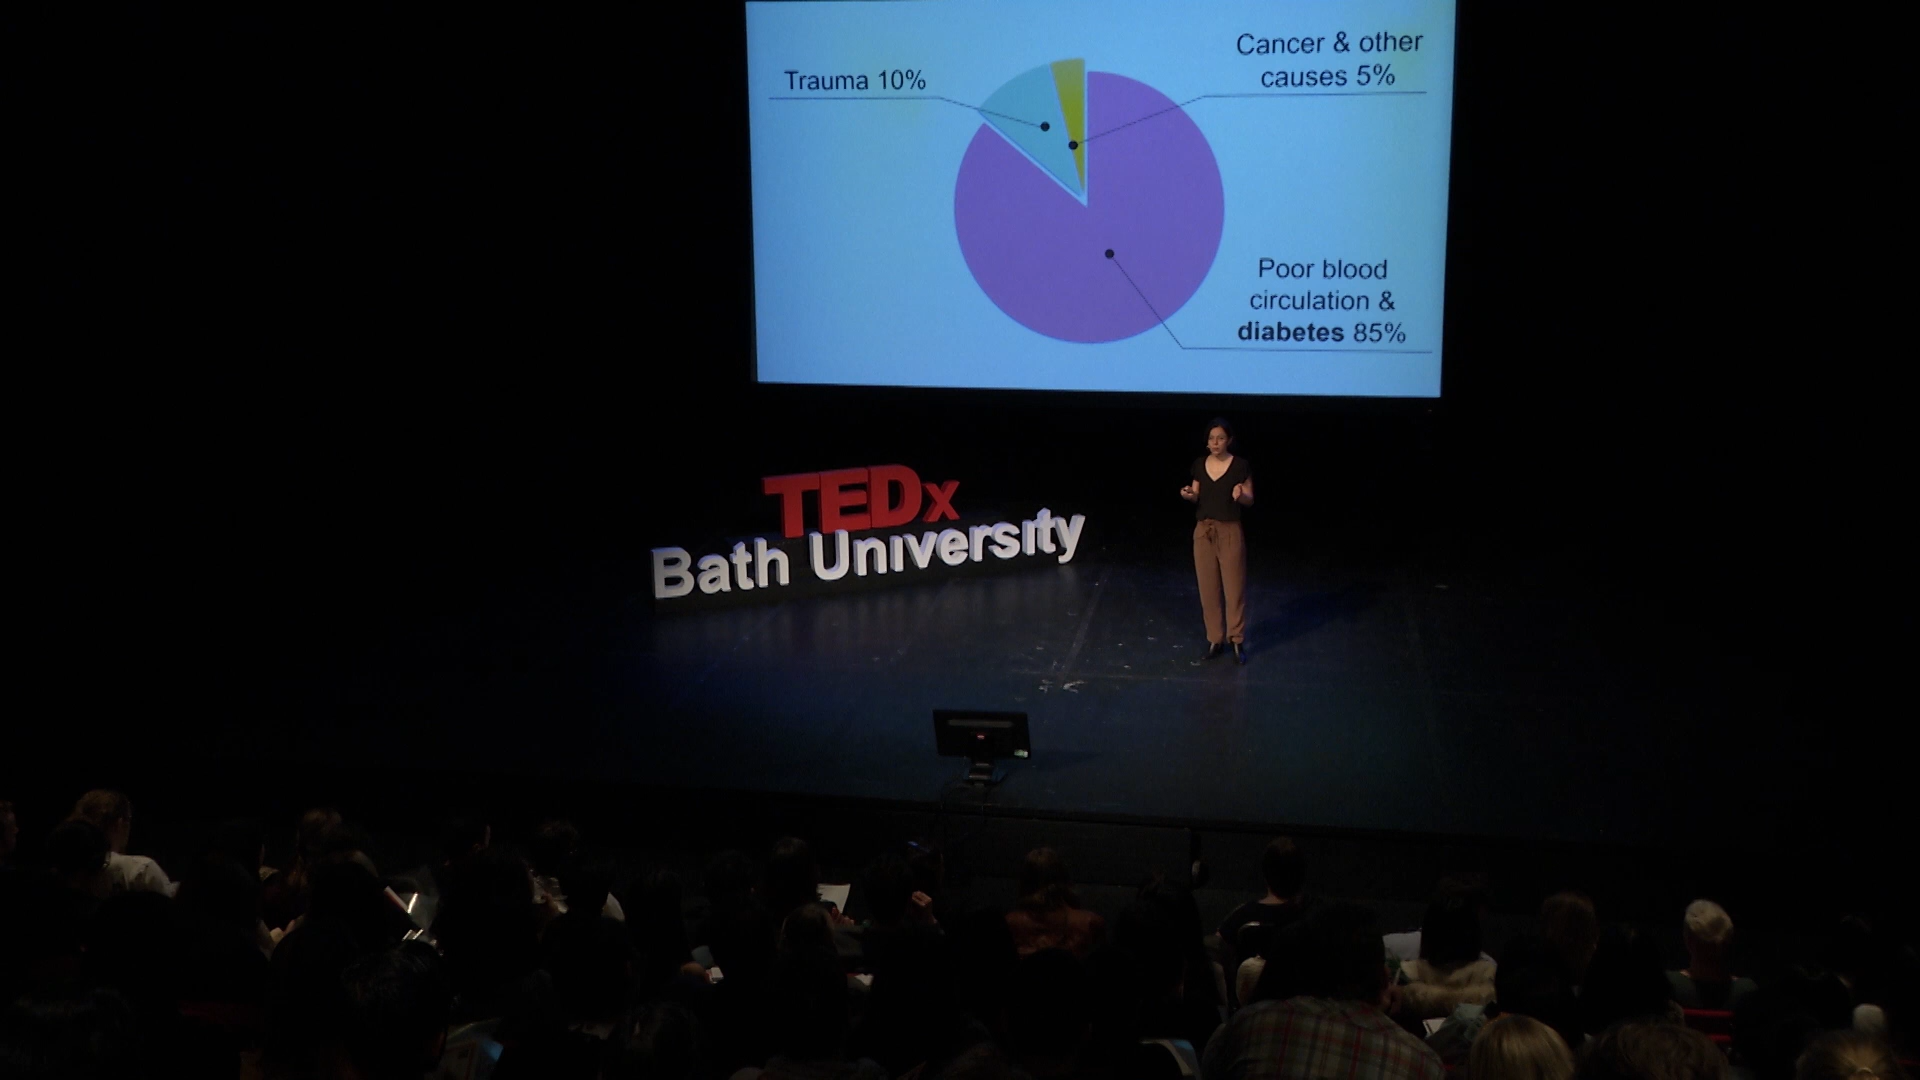 Cancer & other
causes 5%
Trauma 10%
Poor blood
circulation &
diabetes 85%
TEDx
Bath University